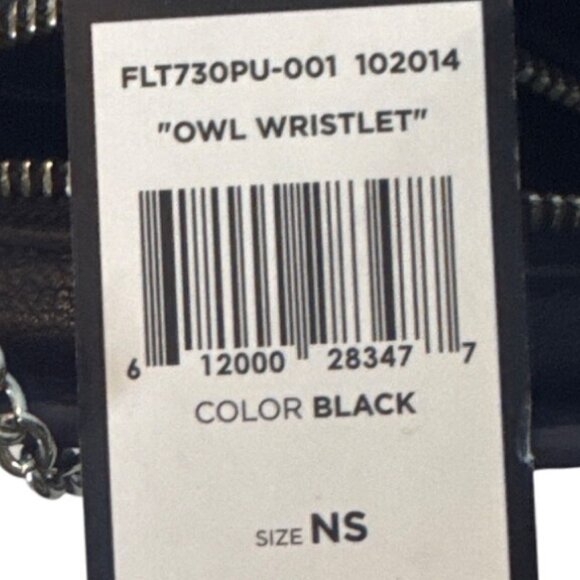 FLT730PU-001 102014
"OWL WRISTLET"
6 12000 28347 7
COLOR BLACK
SIZE NS